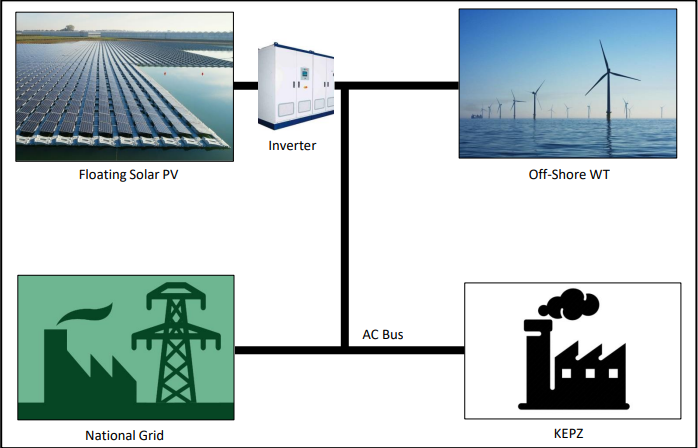 Inverter
Floating Solar PV
Off-Shore WT
AC Bus
National Grid
KEPZ